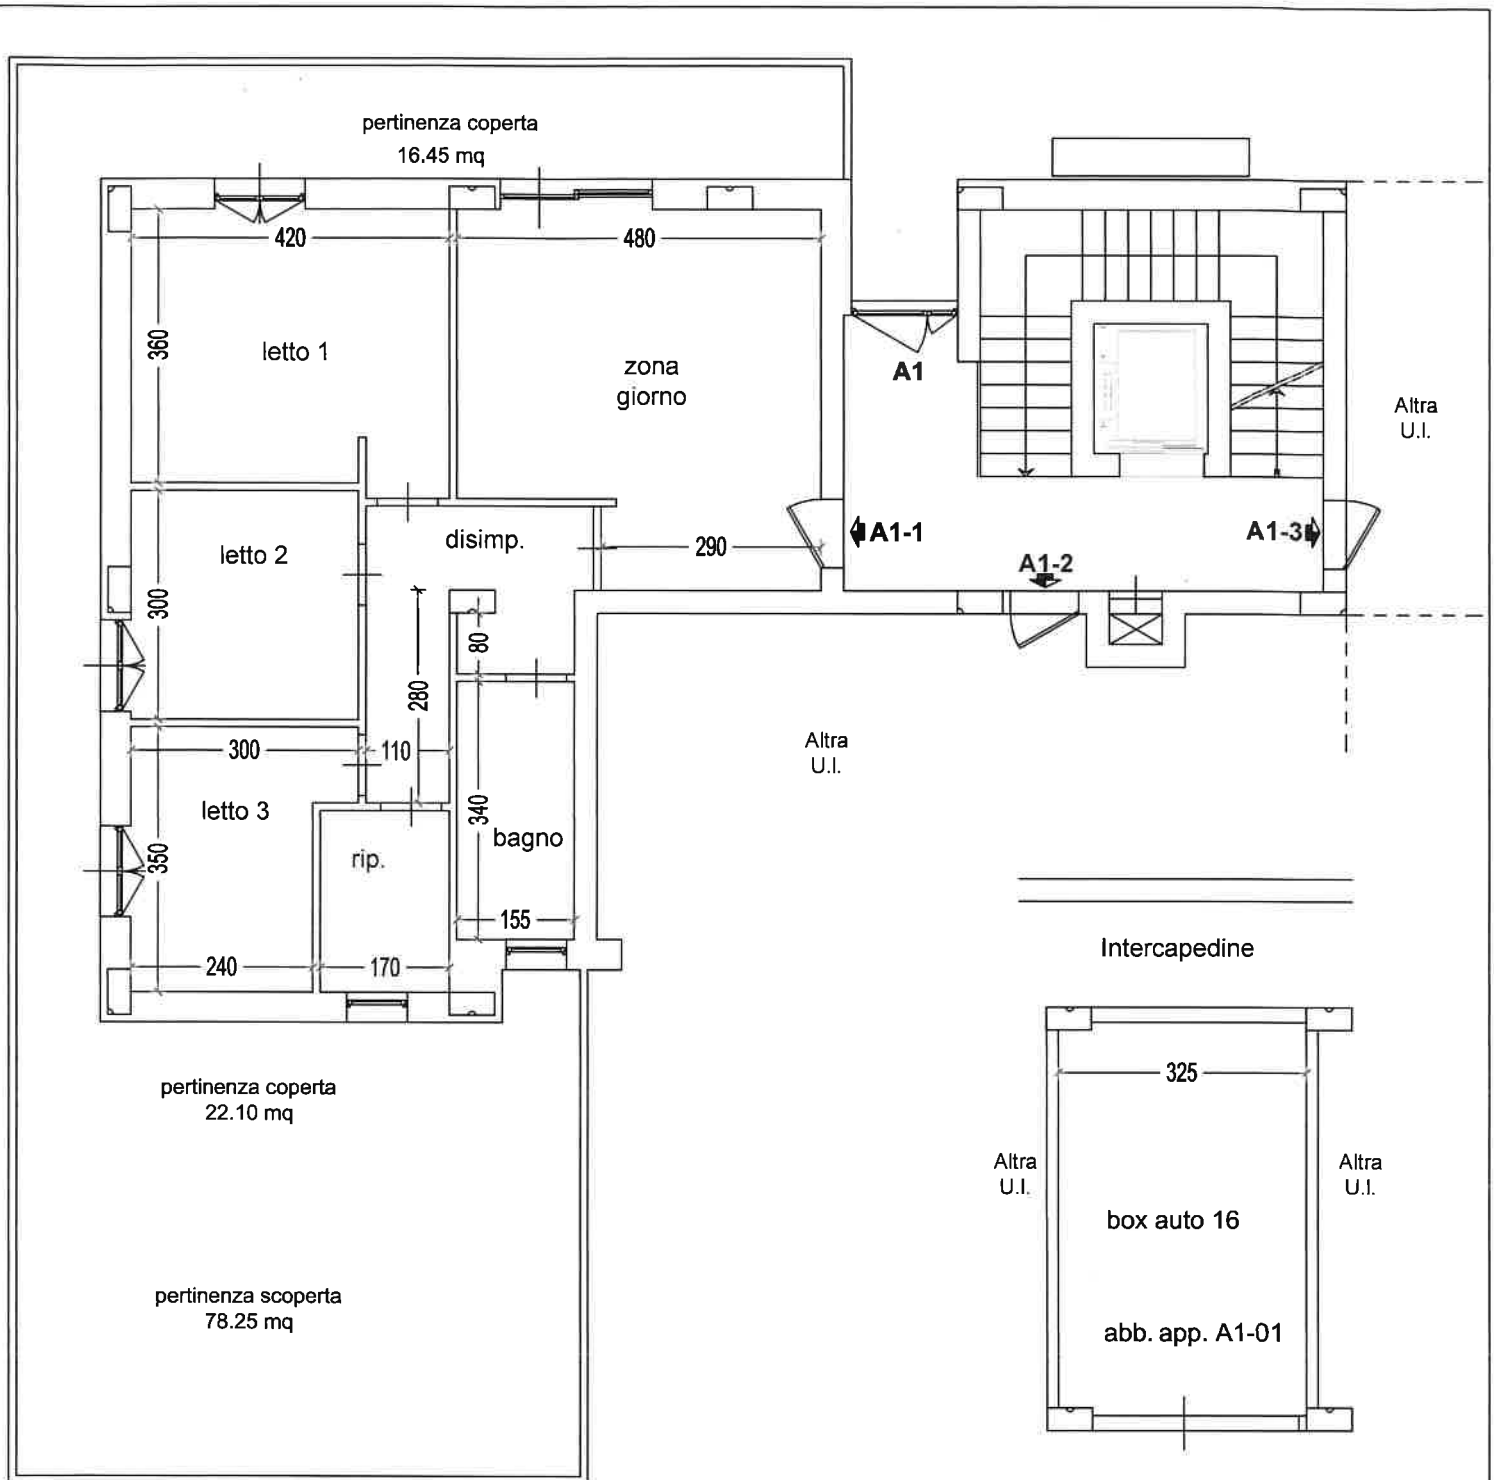 pertinenza coperta
16.45 mq
420
480
360
letto 1
zona
giorno
A1
Altra
U.I.
letto 2
disimp.
290
A1-1
A1-3
A1-2
300
80
280
300
110
Altra
U.I.
letto 3
340
bagno
350
rip.
155
240
170
Intercapedine
325
pertinenza coperta
22.10 mq
Altra
U.I.
Altra
U.I.
box auto 16
pertinenza scoperta
78.25 mq
abb. app. A1-01